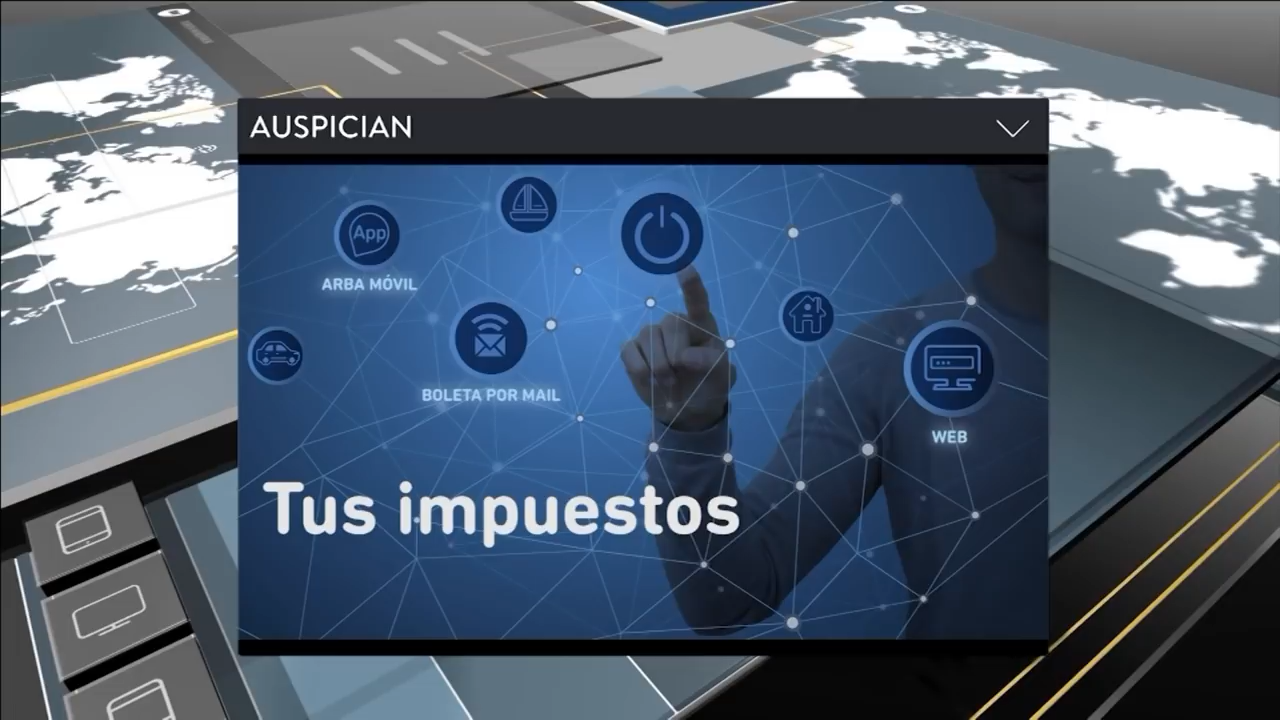 AUSPICIAN
App
ARBA MÓVIL
BOLETA POR MAIL
WEB
Tus impuestos